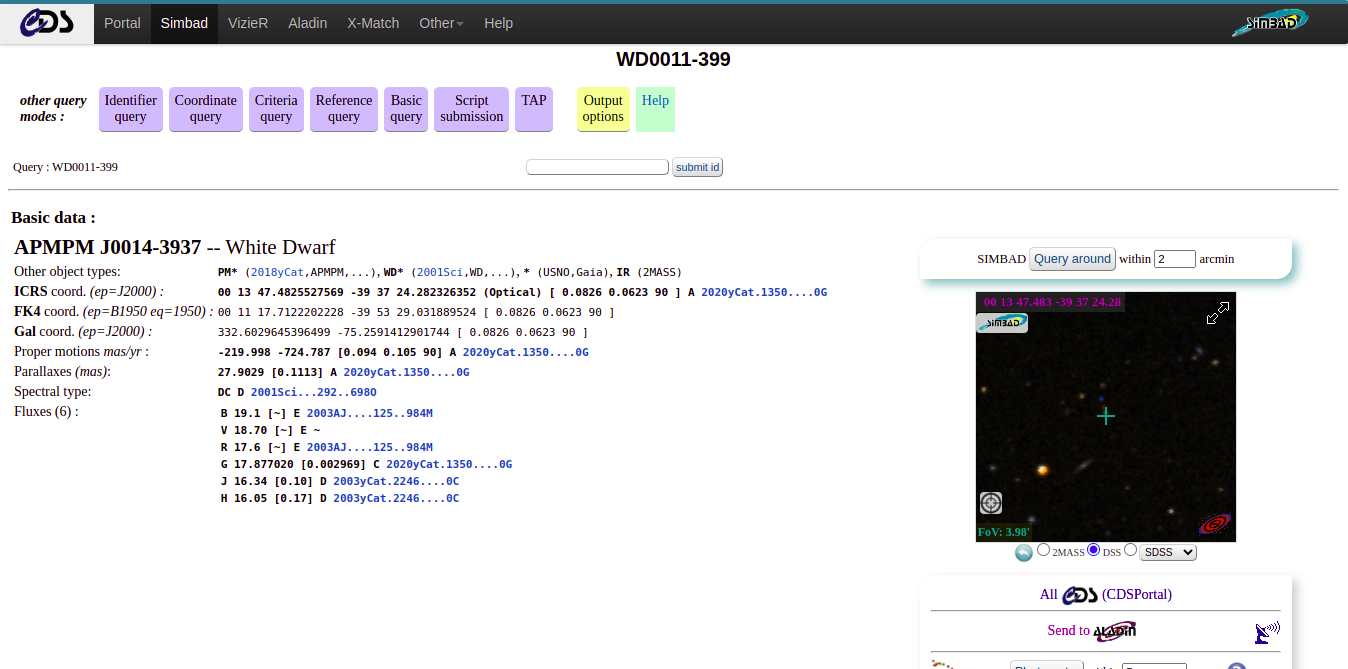 CDS Portal Simbad VizieR Aladin X-Match Other Help SIMBAD
WD0011-399
other query modes :
Identifier query
Coordinate query
Criteria query
Reference query
Basic query
Script submission
TAP
Output options
Help
Query : WD0011-399
submit id
Basic data :
APMPM J0014-3937 -- White Dwarf
Other object types: PM* (2018yCat,APMPM,...), WD* (2001Sci,WD,...), * (USNO,Gaia), IR (2MASS)
ICRS coord. (ep=J2000) : 00 13 47.4825527569 -39 37 24.282326352 (Optical) [ 0.0826 0.0623 90 ] A 2020yCat.1350....0G
FK4 coord. (ep=B1950 eq=1950) : 00 11 17.7122202228 -39 53 29.031889524 [ 0.0826 0.0623 90 ]
Gal coord. (ep=J2000) : 332.6029645396499 -75.2591412901744 [ 0.0826 0.0623 90 ]
Proper motions mas/yr : -219.998 -724.787 [0.094 0.105 90] A 2020yCat.1350....0G
Parallaxes (mas): 27.9029 [0.1113] A 2020yCat.1350....0G
Spectral type: DC D 2001Sci...292..698O
Fluxes (6) : B 19.1 [~] E 2003AJ....125..984M
V 18.70 [~] E ~
R 17.6 [~] E 2003AJ....125..984M
G 17.877020 [0.002969] C 2020yCat.1350....0G
J 16.34 [0.10] D 2003yCat.2246....0C
H 16.05 [0.17] D 2003yCat.2246....0C
SIMBAD Query around within 2 arcmin
00 13 47.483 -39 37 24.28
SIMBAD
FoV: 3.98'
2MASS DSS SDSS
All CDS (CDSPortal)
Send to ALADIN